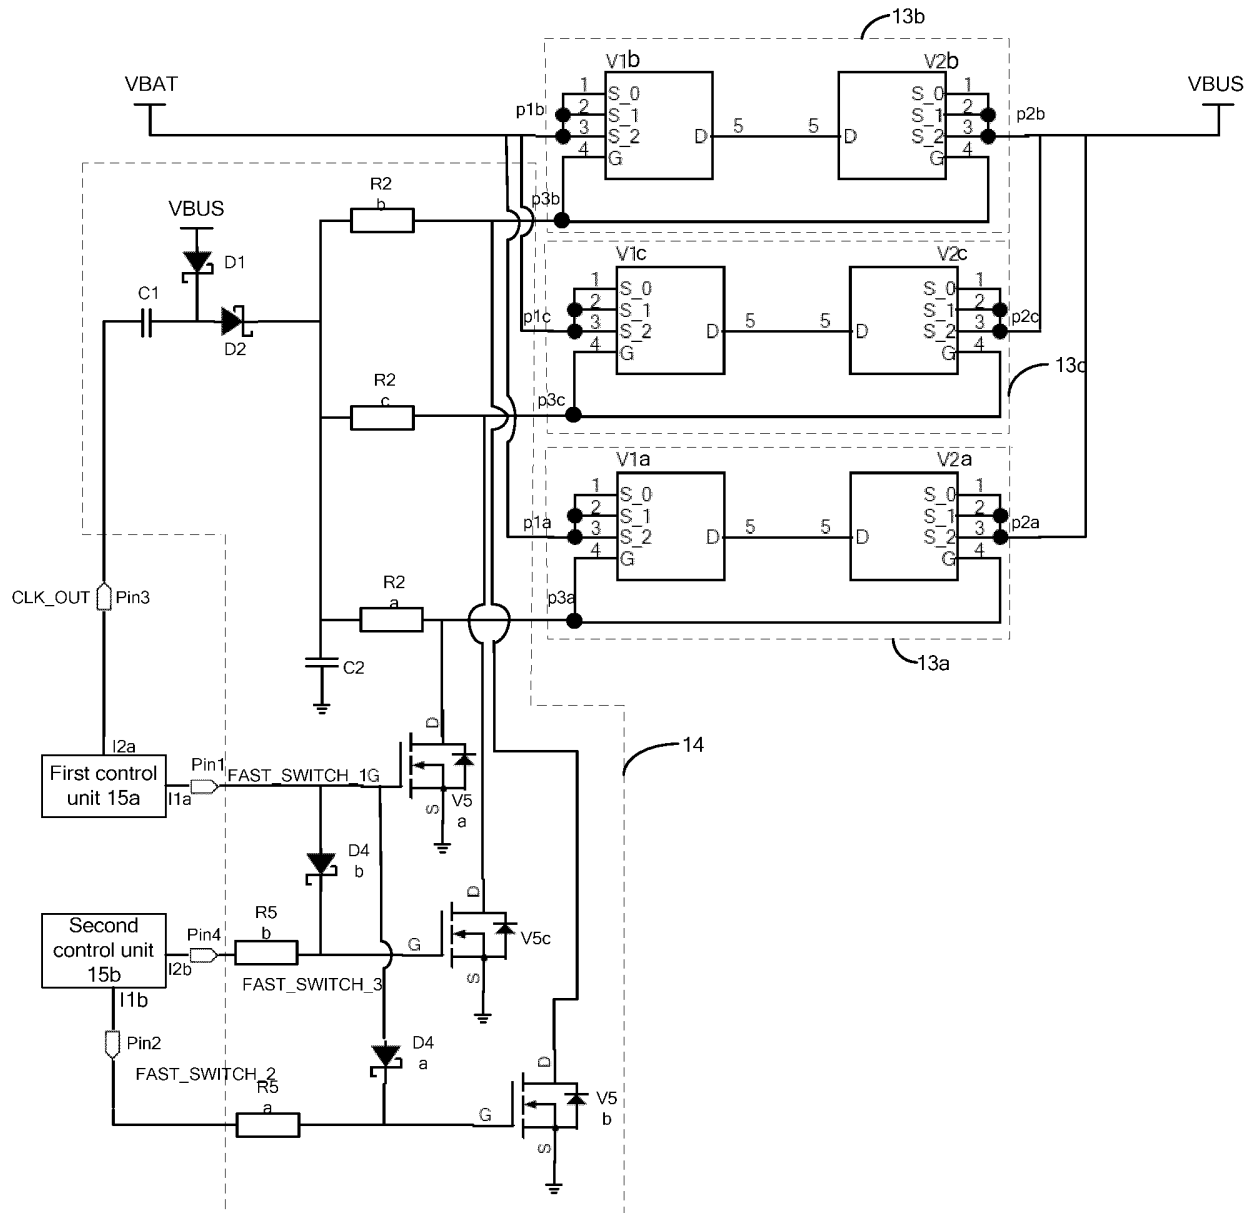 13b
V1b
V2b
VBAT
VBUS
1
2
3
4
S_0
S_1
S_2
G
D
5
5
D
S_0
S_1
S_2
G
1
2
3
4
p1b
p2b
p3b
R2
b
VBUS
D1
C1
D2
V1c
V2c
1
2
3
4
S_0
S_1
S_2
G
D
5
5
D
S_0
S_1
S_2
G
1
2
3
4
p1c
p2c
p3c
13c
R2
c
V1a
V2a
1
2
3
4
S_0
S_1
S_2
G
D
5
5
D
S_0
S_1
S_2
G
1
2
3
4
p1a
p2a
p3a
13a
R2
a
CLK_OUT
Pin3
C2
14
I2a
First control
unit 15a
I1a
Pin1
FAST_SWITCH_1
G
D
S
V5
a
D4
b
Second
control unit
15b
I2b
I1b
Pin4
R5
b
FAST_SWITCH_3
G
D
S
V5c
Pin2
FAST_SWITCH_2
R5
a
D4
a
G
D
S
V5
b